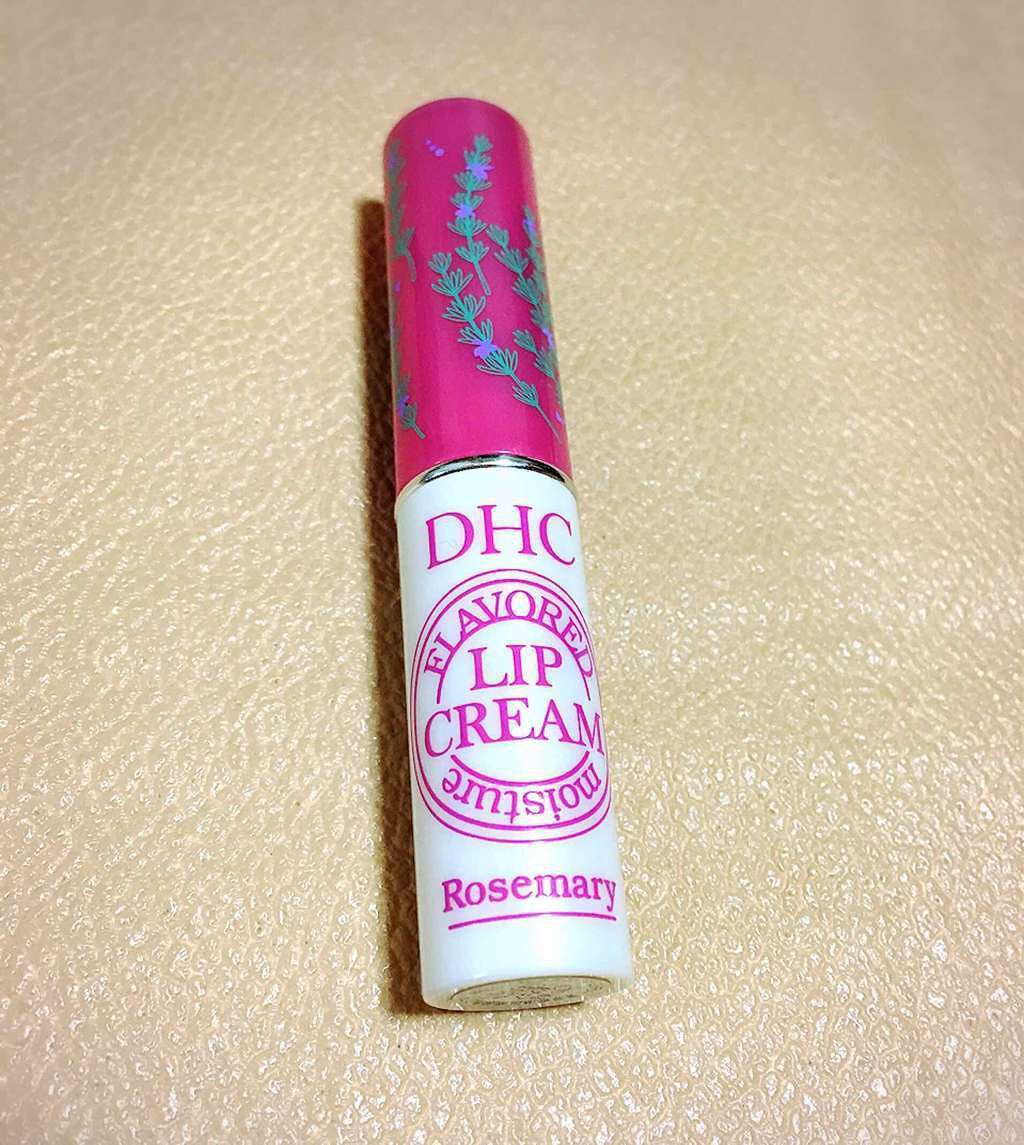 DHC
FLAVORED
LIP
CREAM
moisture
Rosemary